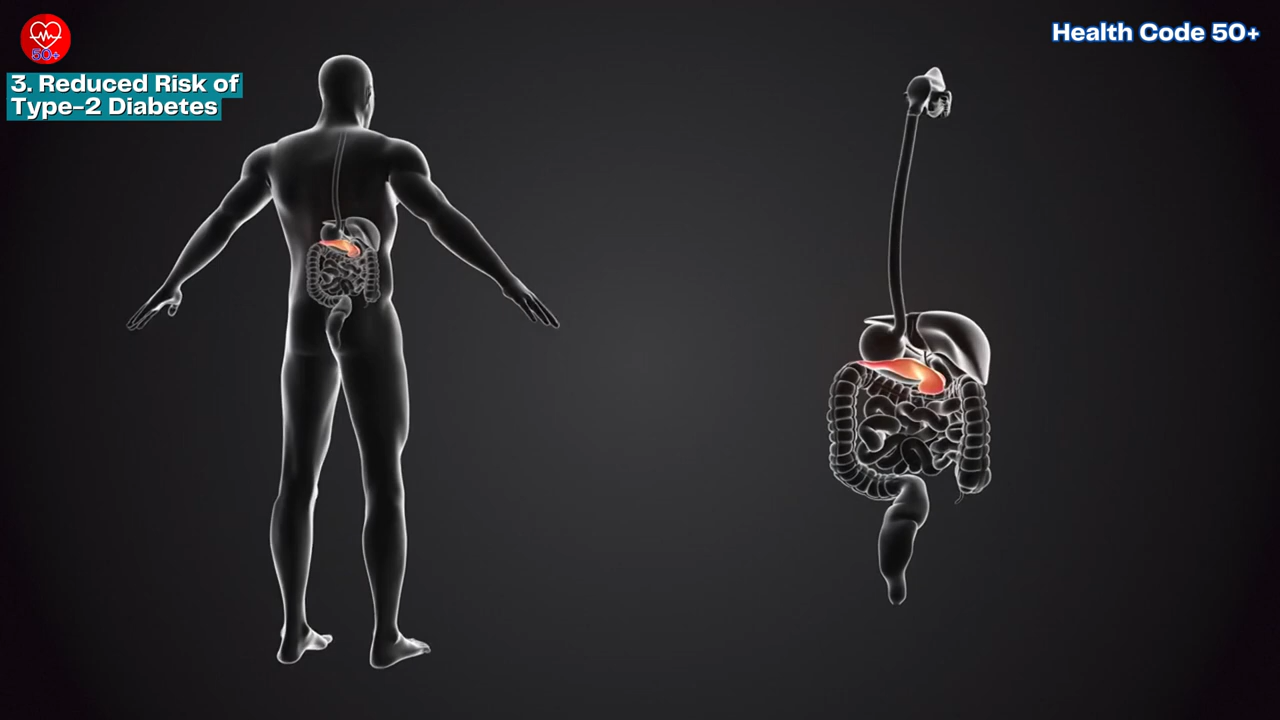 50+
3. Reduced Risk of
Type-2 Diabetes
Health Code 50+